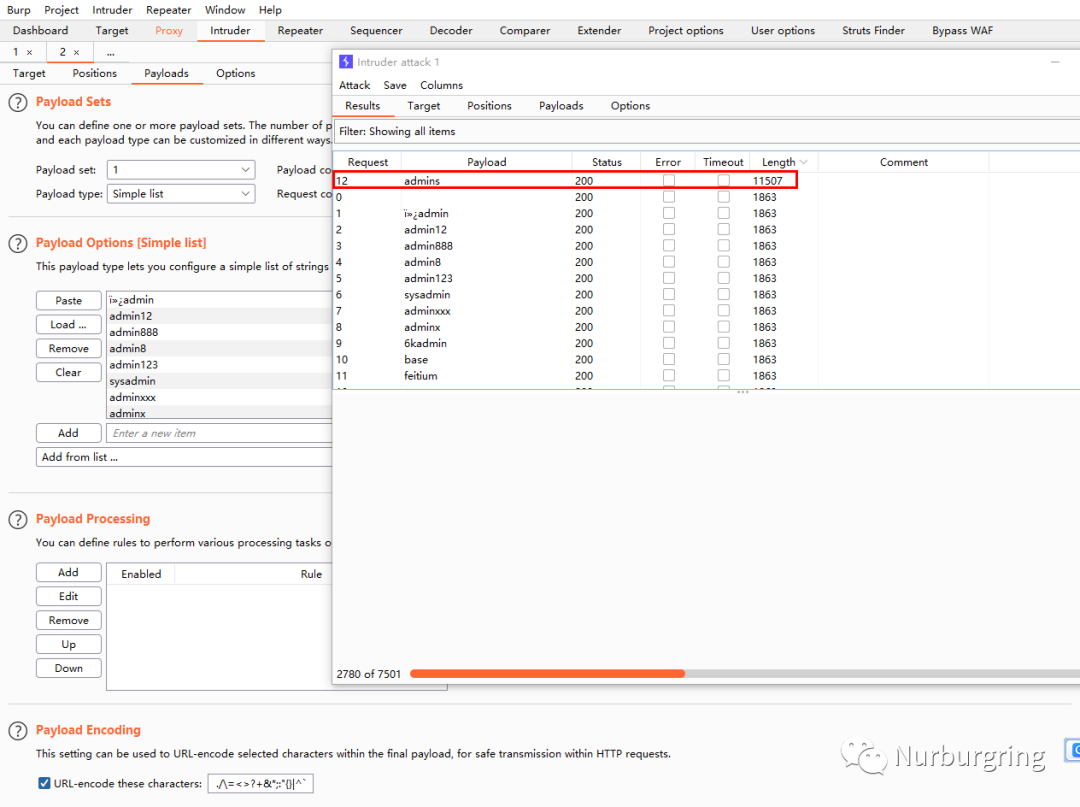 Burp Project Intruder Repeater Window Help
Dashboard Target Proxy Intruder Repeater Sequencer Decoder Comparer Extender Project options User options Struts Finder Bypass WAF
1 × 2 × ...
Target Positions Payloads Options
Intruder attack 1
Attack Save Columns
Results Target Positions Payloads Options
Filter: Showing all items
Request Payload Status Error Timeout Length Comment
12 admins 200 11507
0 200 1863
1 ï»¿admin 200 1863
2 admin12 200 1863
3 admin888 200 1863
4 admin8 200 1863
5 admin123 200 1863
6 sysadmin 200 1863
7 adminxxx 200 1863
8 adminx 200 1863
9 6kadmin 200 1863
10 base 200 1863
11 feitium 200 1863
2780 of 7501
? Payload Sets
You can define one or more payload sets. The number of p
and each payload type can be customized in different ways
Payload set: 1 Payload co
Payload type: Simple list Request co
? Payload Options [Simple list]
This payload type lets you configure a simple list of strings
Paste
Load ...
Remove
Clear
ï»¿admin
admin12
admin888
admin8
admin123
sysadmin
adminxxx
adminx
Add Enter a new item
Add from list ...
? Payload Processing
You can define rules to perform various processing tasks o
Add
Edit
Remove
Up
Down
Enabled Rule
? Payload Encoding
This setting can be used to URL-encode selected characters within the final payload, for safe transmission within HTTP requests.
URL-encode these characters: ./\=<>?+&*;:"{}|^`
Nurburgring